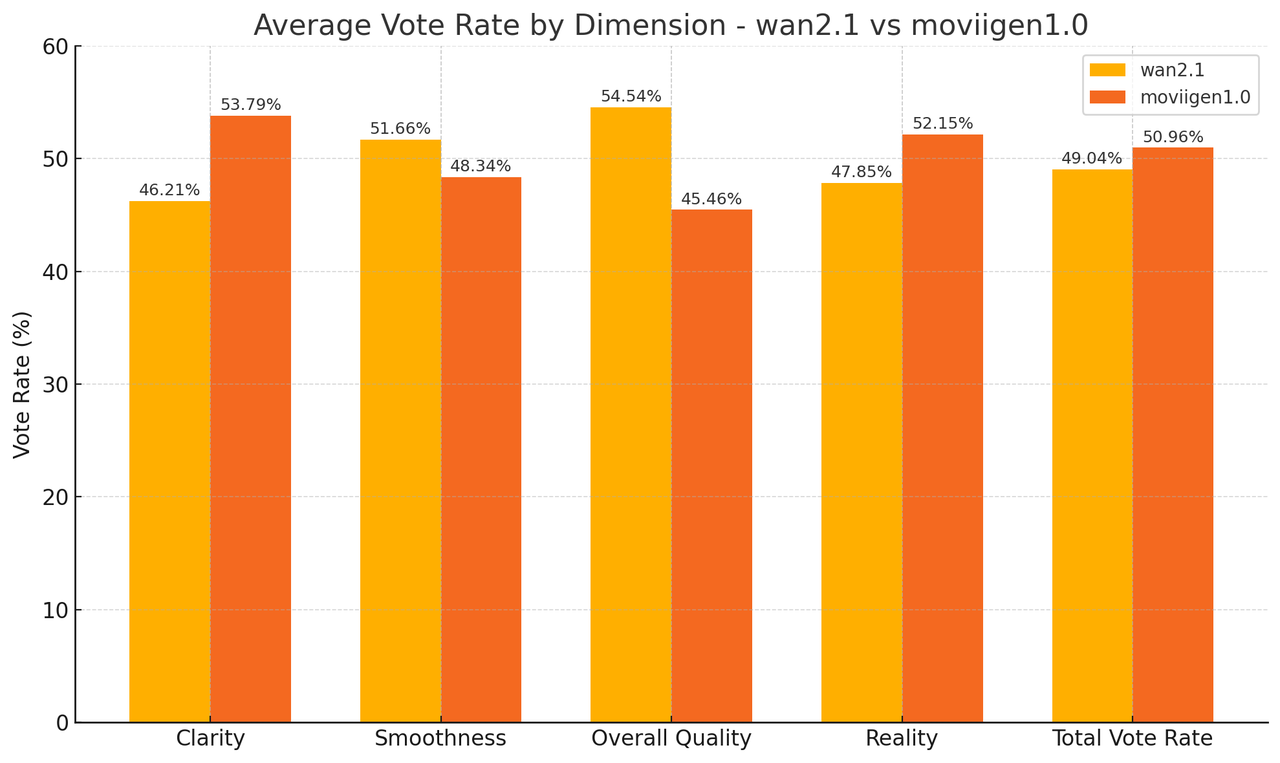 Average Vote Rate by Dimension - wan2.1 vs moviigen1.0
wan2.1
moviigen1.0
Vote Rate (%)
60
50
40
30
20
10
0
46.21%
53.79%
51.66%
48.34%
54.54%
45.46%
47.85%
52.15%
49.04%
50.96%
Clarity
Smoothness
Overall Quality
Reality
Total Vote Rate